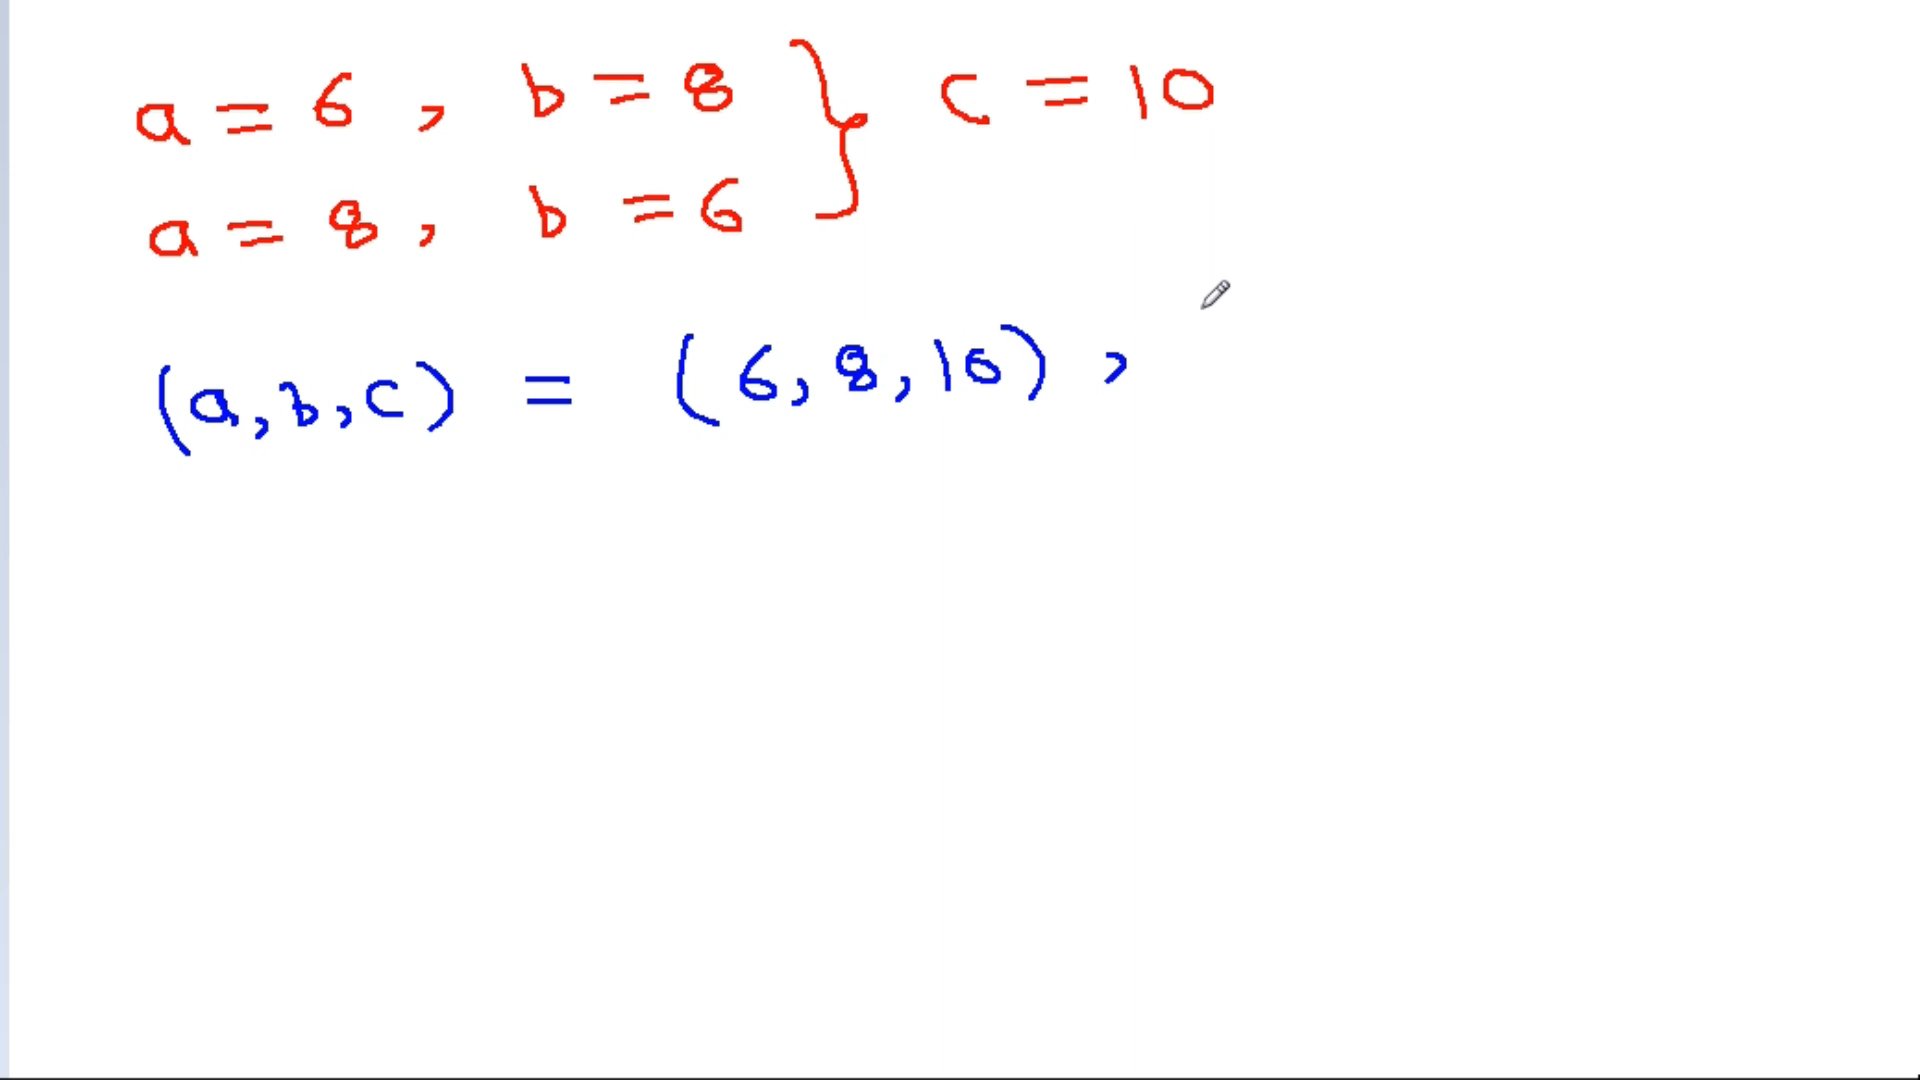 a = 6 , b = 8 } c = 10
a = 8 , b = 6
(a, b, c) = (6, 8, 10) ,